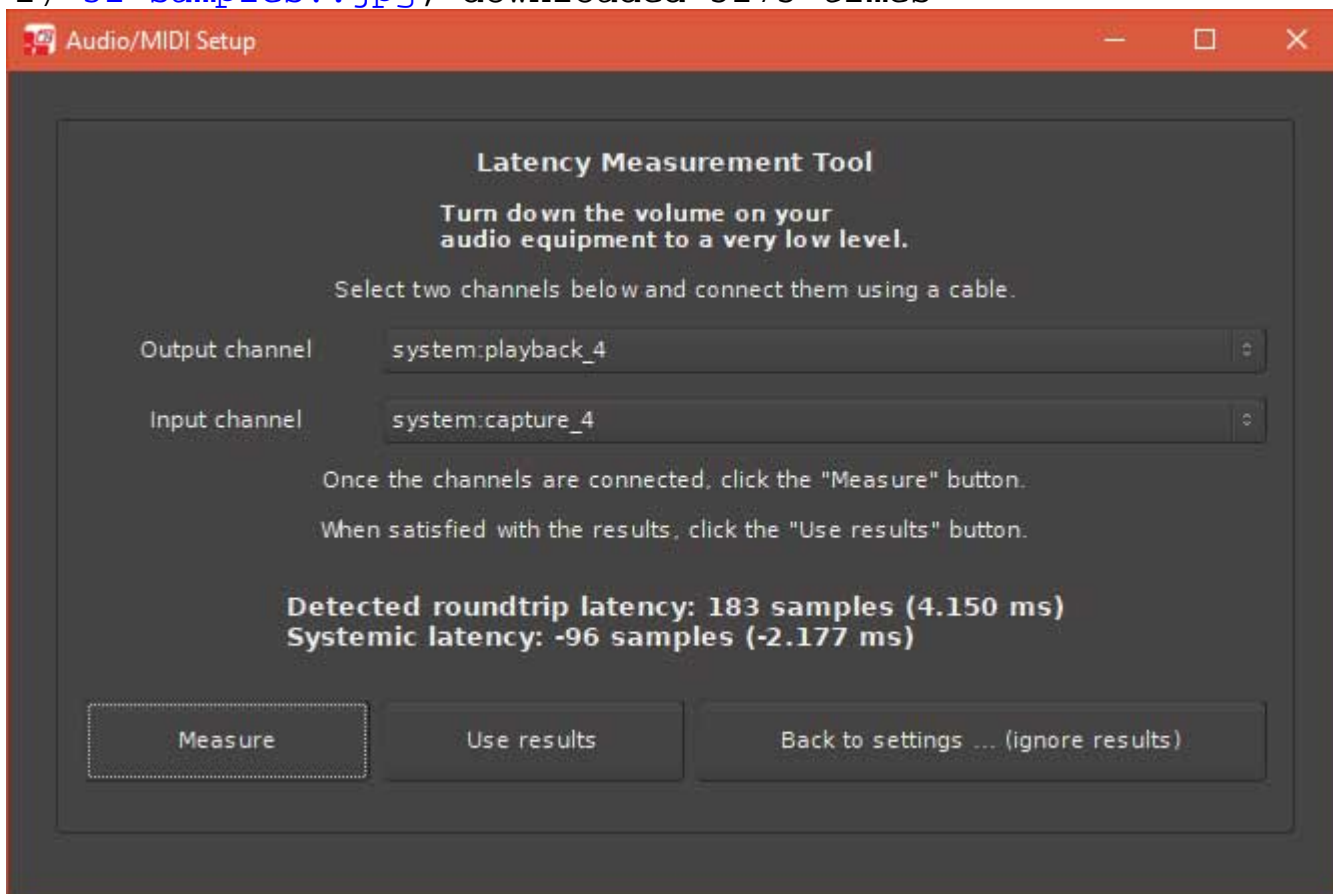 Audio/MIDI Setup
Latency Measurement Tool
Turn down the volume on your
audio equipment to a very low level.
Select two channels below and connect them using a cable.
Output channel system:playback_4
Input channel system:capture_4
Once the channels are connected, click the "Measure" button.
When satisfied with the results, click the "Use results" button.
Detected roundtrip latency: 183 samples (4.150 ms)
Systemic latency: -96 samples (-2.177 ms)
Measure Use results Back to settings ... (ignore results)